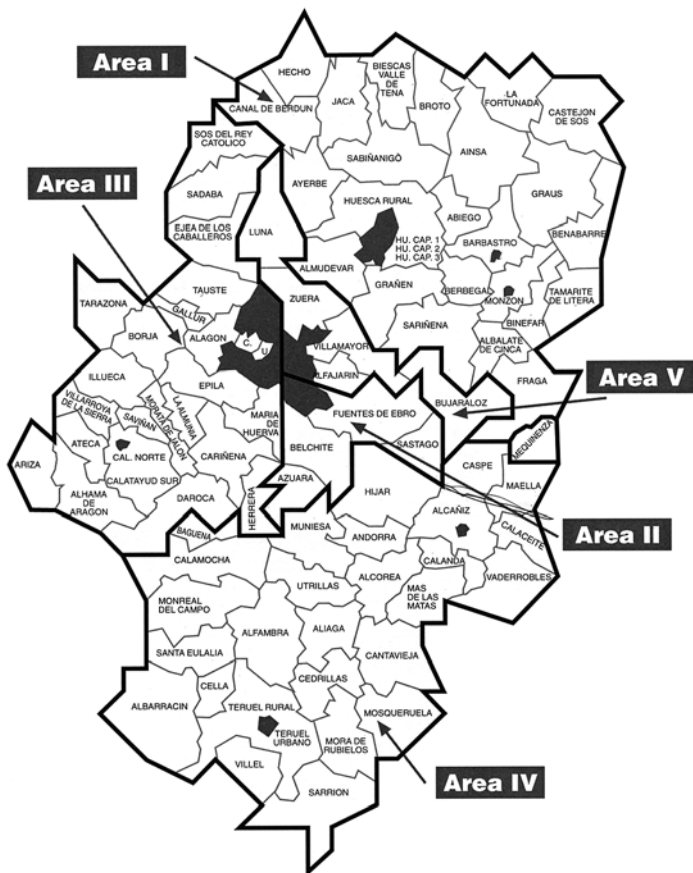 Area I
HECHO
BIESCAS
VALLE
DE
TENA
LA
FORTUNADA
CANAL DE BERDUN
JACA
BROTO
CASTEJON
DE SOS
SOS DEL REY
CATOLICO
SABIÑANIGÓ
AINSA
Area III
AYERBE
SADABA
HUESCA RURAL
GRAUS
ABIEGO
EJEA DE LOS
CABALLEROS
LUNA
HU. CAP. 1
HU. CAP. 2
HU. CAP. 3
BARBASTRO
BENABARRE
ALMUDEVAR
TAUSTE
GRAÑEN
BERBEGAL
MONZON
TAMARITE
DE LITERA
TARAZONA
GALLUR
ZUERA
SARIÑENA
BINEFAR
BORJA
ALAGON
C.
U
VILLAMAYOR
ALBALATE
DE CINCA
ILLUECA
EPILA
ALFAJARIN
FRAGA
Area V
VILLARROYA
DE LA SIERRA
SAVIÑAN
MORATA DE JALON
LA ALMUNIA
MARIA
DE
HUERVA
FUENTES DE EBRO
BUJARALOZ
ATECA
CAL. NORTE
CARIÑENA
BELCHITE
SASTAGO
MEQUINENZA
ARIZA
CALATAYUD SUR
CASPE
MAELLA
ALHAMA
DE
ARAGON
DAROCA
HERRERA
AZUARA
HIJAR
ALCAÑIZ
BAGUENA
MUNIESA
ANDORRA
CALACEITE
Area II
CALAMOCHA
CALANDA
UTRILLAS
ALCOREA
VADERROBLES
MONREAL
DEL CAMPO
MAS
DE LAS
MATAS
ALFAMBRA
ALIAGA
SANTA EULALIA
CANTAVIEJA
CELLA
CEDRILLAS
ALBARRACIN
TERUEL RURAL
MOSQUERUELA
TERUEL
URBANO
MORA DE
RUBIELOS
VILLEL
Area IV
SARRION